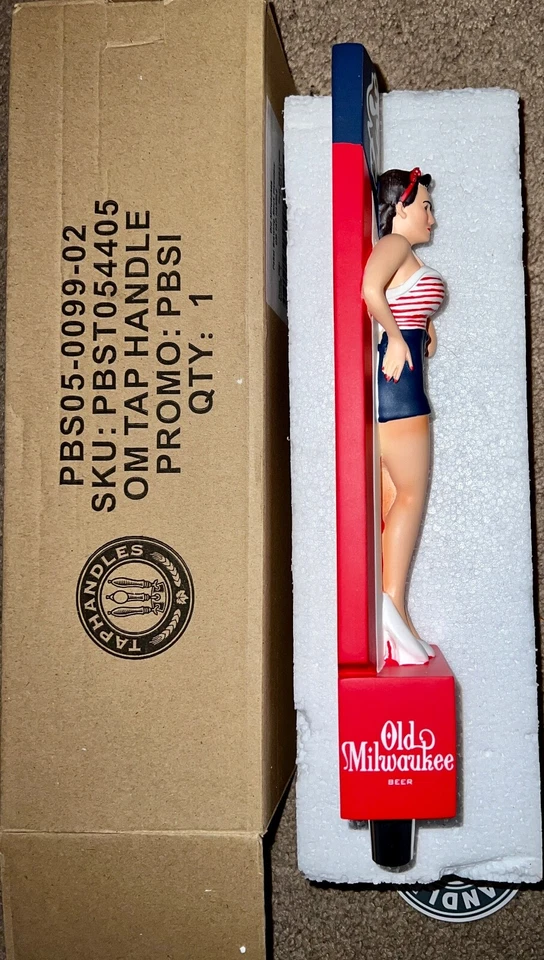 PBS05-0099-02
SKU: PBST054405
OM TAP HANDLE
PROMO: PBSI
QTY: 1
TAPHANDLES
Old
Milwaukee
BEER